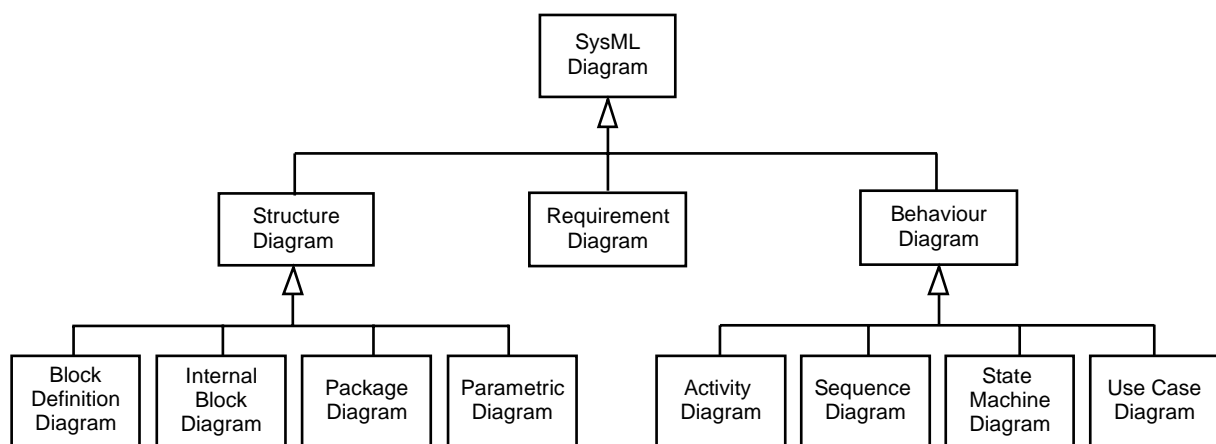 SysML
Diagram
Structure
Diagram
Requirement
Diagram
Behaviour
Diagram
Block
Definition
Diagram
Internal
Block
Diagram
Package
Diagram
Parametric
Diagram
Activity
Diagram
Sequence
Diagram
State
Machine
Diagram
Use Case
Diagram